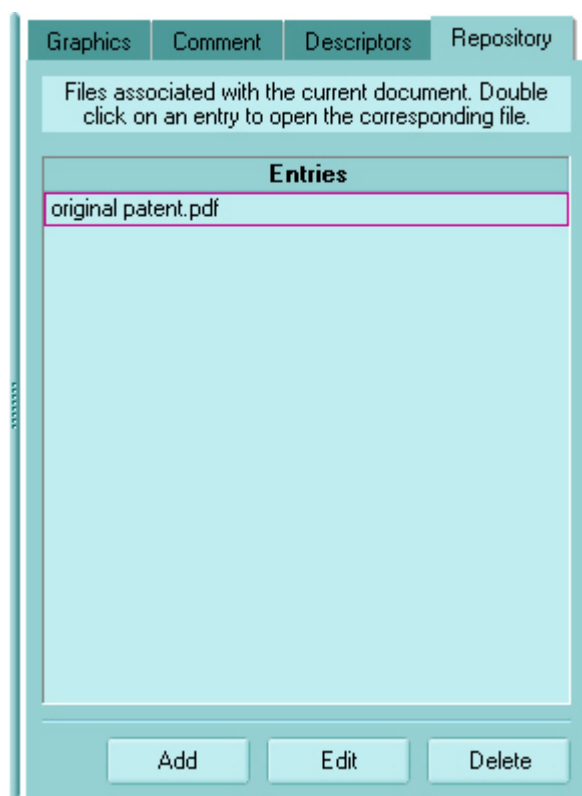 Graphics Comment Descriptors Repository
Files associated with the current document. Double
click on an entry to open the corresponding file.
Entries
original patent.pdf
Add Edit Delete